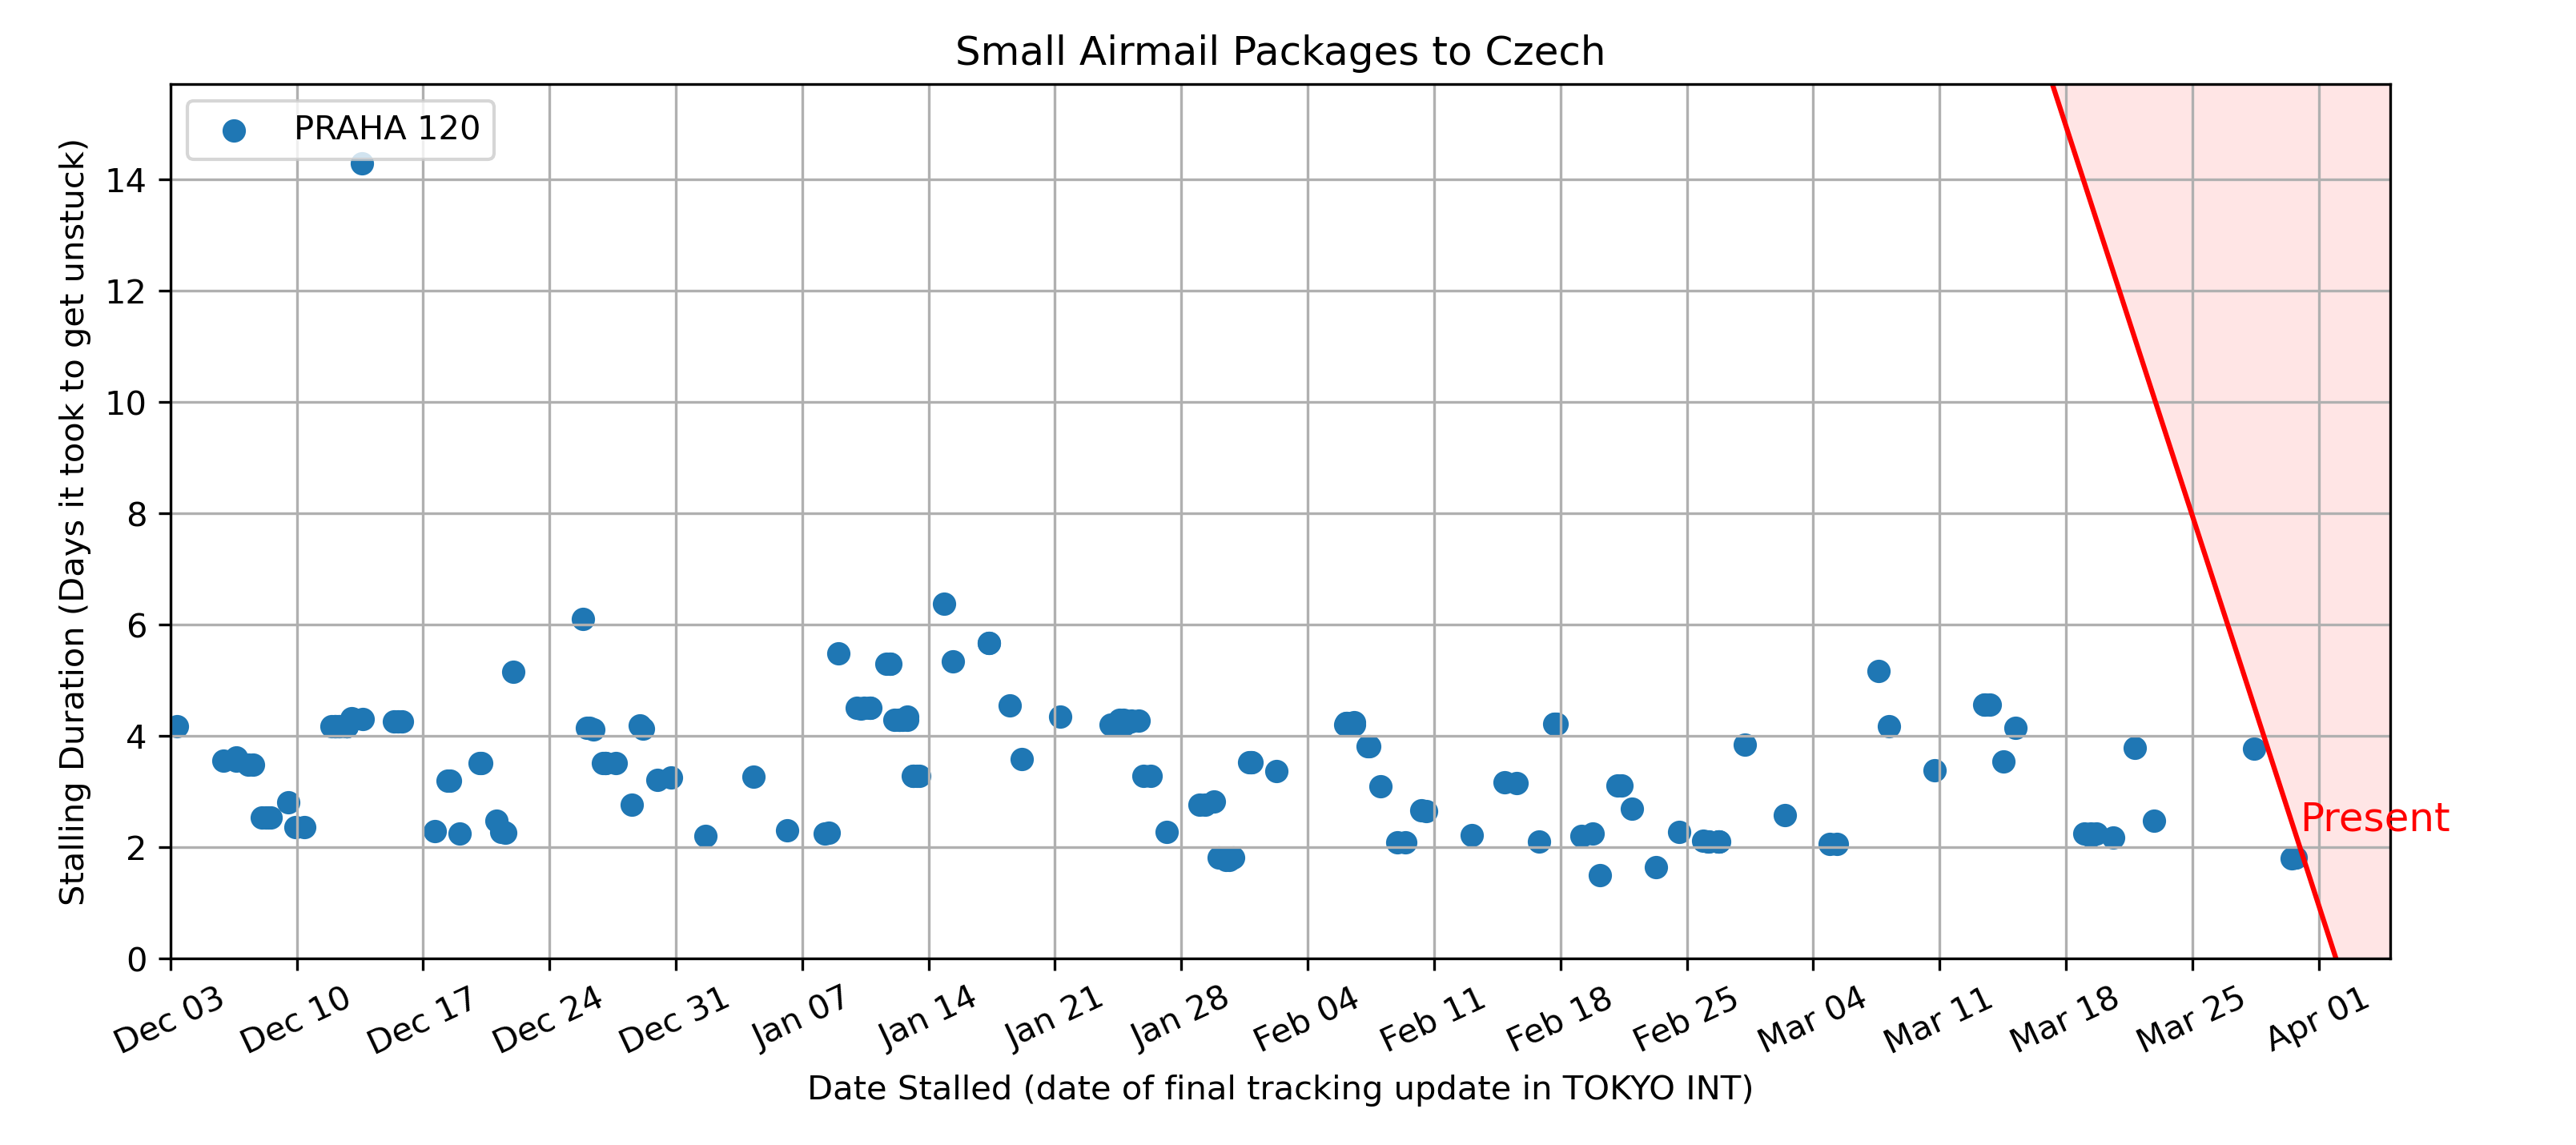 Small Airmail Packages to Czech
PRAHA 120
Stalling Duration (Days it took to get unstuck)
14
12
10
8
6
4
2
0
Present
Dec 03
Dec 10
Dec 17
Dec 24
Dec 31
Jan 07
Jan 14
Jan 21
Jan 28
Feb 04
Feb 11
Feb 18
Feb 25
Mar 04
Mar 11
Mar 18
Mar 25
Apr 01
Date Stalled (date of final tracking update in TOKYO INT)